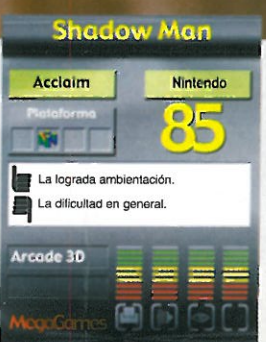 Shadow Man
Acclaim
Nintendo
Plataforma
85
La lograda ambientación.
La dificultad en general.
Arcade 3D
MegaGames